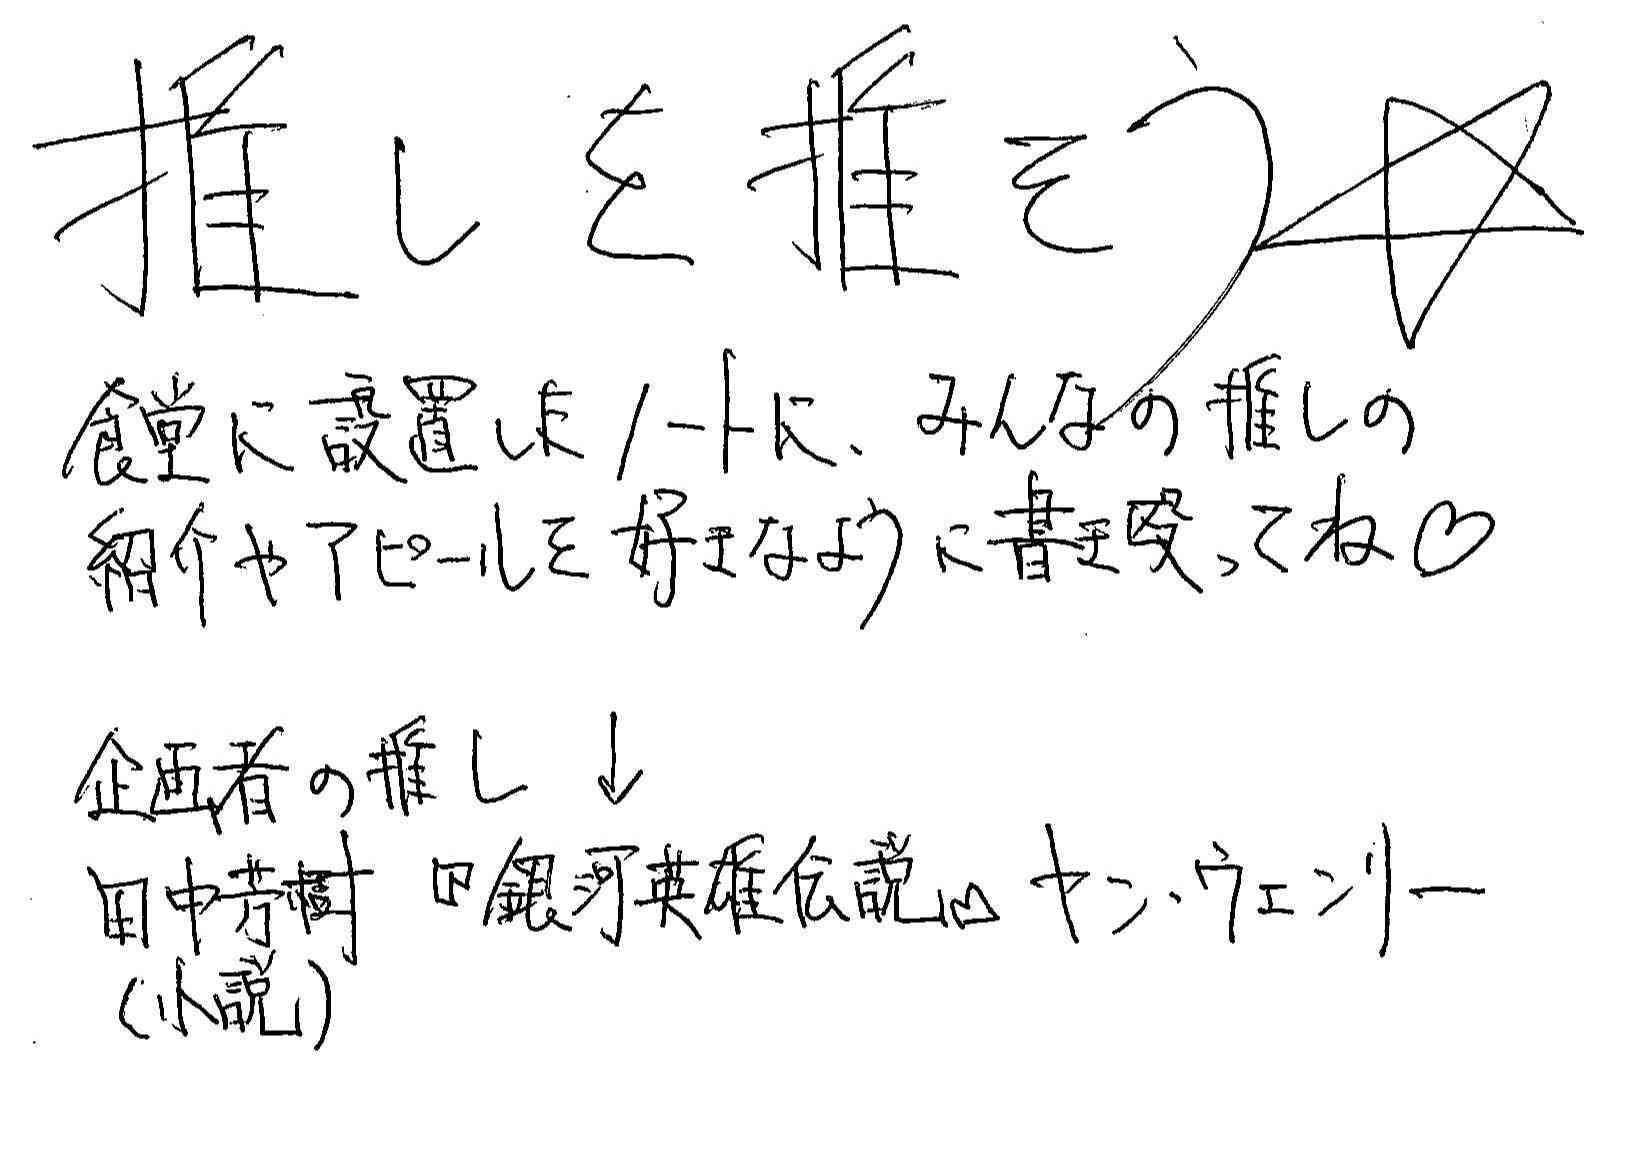 推しを推そう☆
食堂に設置したノートに、みんなの推しの
紹介やアピールを好きなように書き殴ってね♡
企画者の推し↓
田中芳樹『銀河英雄伝説』ヤン・ウェンリー
(小説)